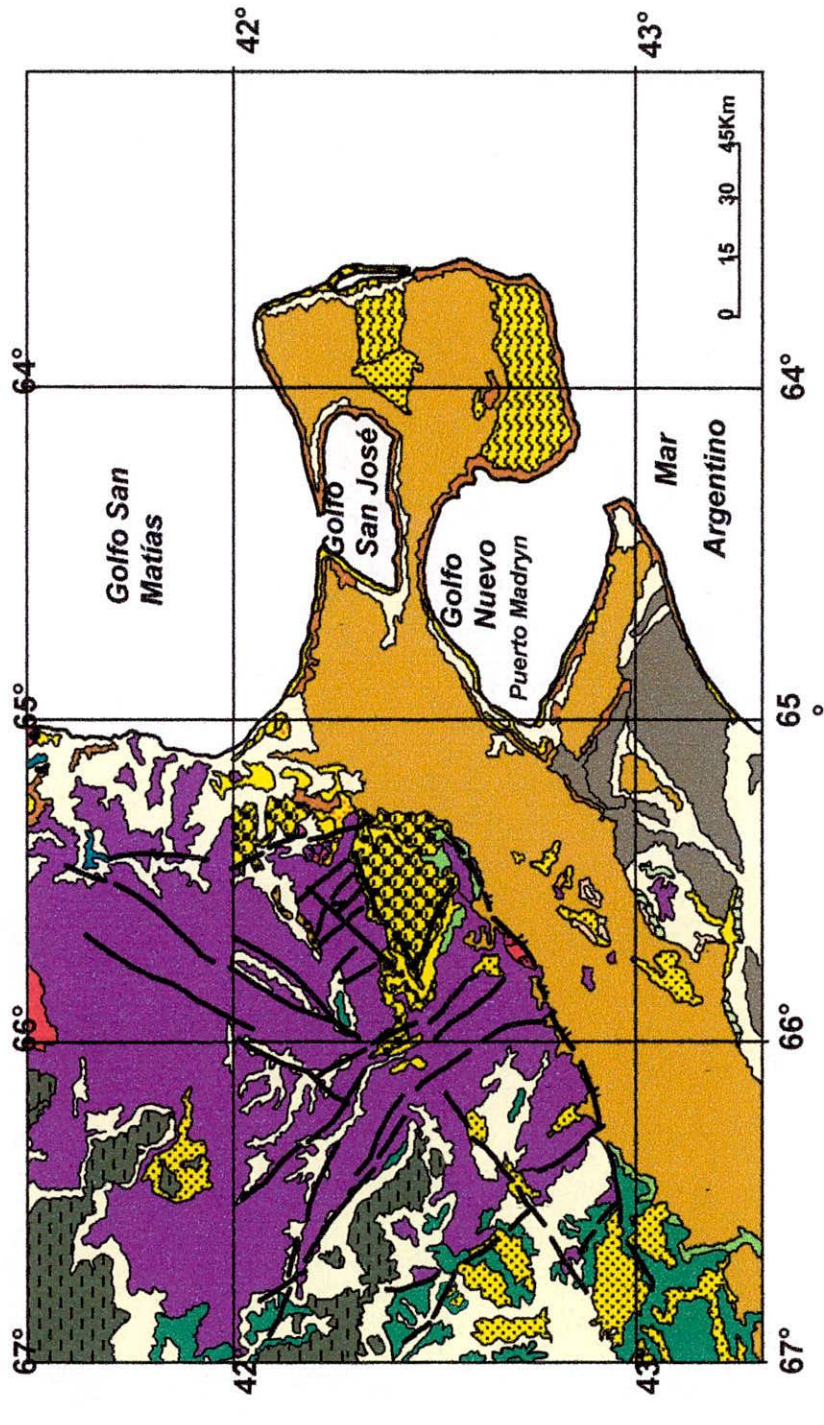 67°
66°
65°
64°
42°
42
Golfo San
Matías
Golfo
San José
Golfo
Nuevo
Puerto Madryn
Mar
Argentino
0 15 30 45Km
43°
43°
67°
66°
65
°
64°